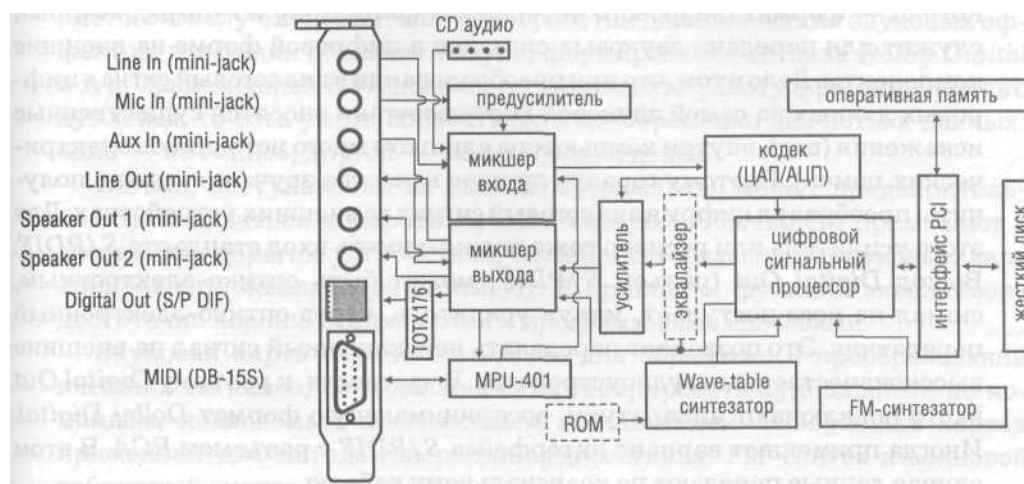 CD аудио
Line In (mini-jack)
Mic In (mini-jack)
Aux In (mini-jack)
Line Out (mini-jack)
Speaker Out 1 (mini-jack)
Speaker Out 2 (mini-jack)
Digital Out (S/P DIF)
MIDI (DB-15S)
предусилитель
микшер
входа
микшер
выхода
TOTX176
MPU-401
ROM
усилитель
эквалайзер
кодек
(ЦАП/АЦП)
цифровой
сигнальный
процессор
Wave-table
синтезатор
FM-синтезатор
оперативная память
интерфейс PCI
жесткий диск